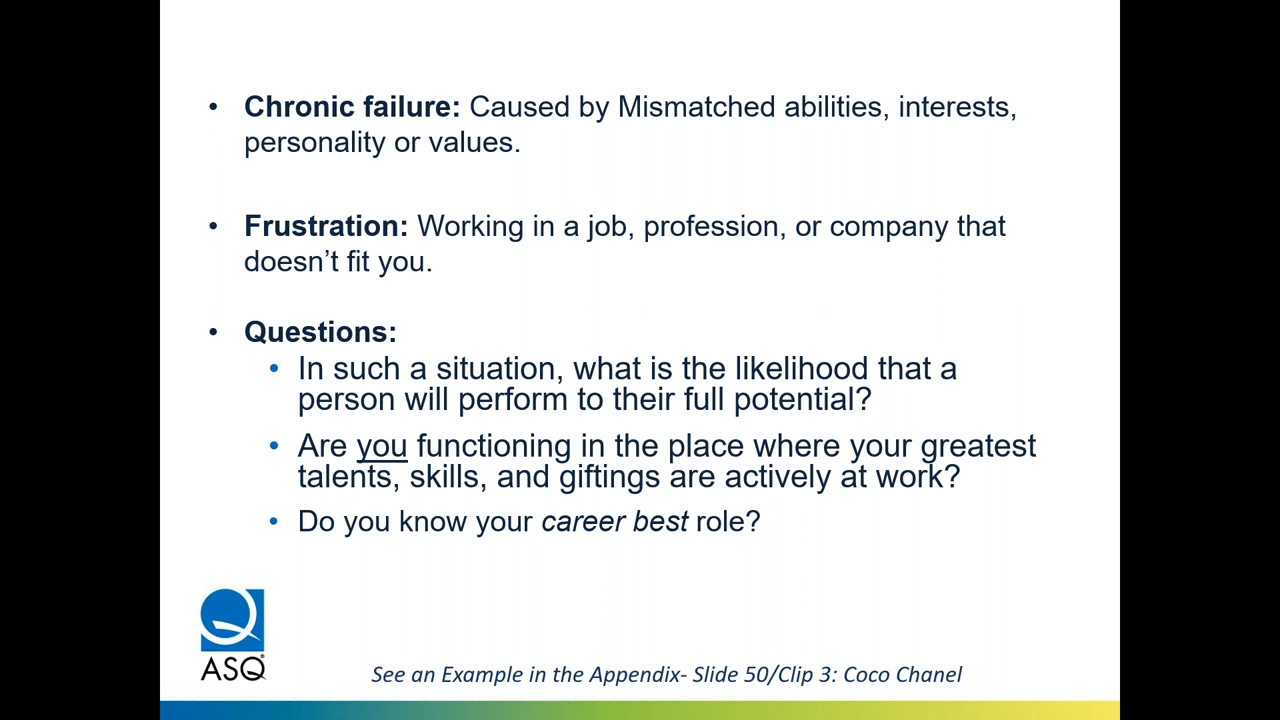 • Chronic failure: Caused by Mismatched abilities, interests,
personality or values.
• Frustration: Working in a job, profession, or company that
doesn’t fit you.
• Questions:
• In such a situation, what is the likelihood that a
person will perform to their full potential?
• Are you functioning in the place where your greatest
talents, skills, and giftings are actively at work?
• Do you know your career best role?
ASQ®
See an Example in the Appendix- Slide 50/Clip 3: Coco Chanel